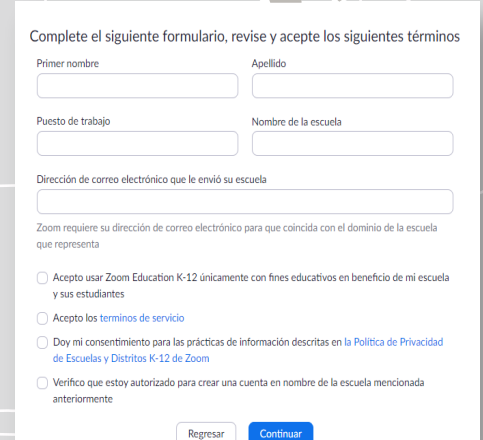 Complete el siguiente formulario, revise y acepte los siguientes términos
Primer nombre
Apellido
Puesto de trabajo
Nombre de la escuela
Dirección de correo electrónico que le envió su escuela
Zoom requiere su dirección de correo electrónico para que coincida con el dominio de la escuela
que representa
Acepto usar Zoom Education K-12 únicamente con fines educativos en beneficio de mi escuela
y sus estudiantes
Acepto los terminos de servicio
Doy mi consentimiento para las prácticas de información descritas en la Política de Privacidad
de Escuelas y Distritos K-12 de Zoom
Verifico que estoy autorizado para crear una cuenta en nombre de la escuela mencionada
anteriormente
Regresar
Continuar